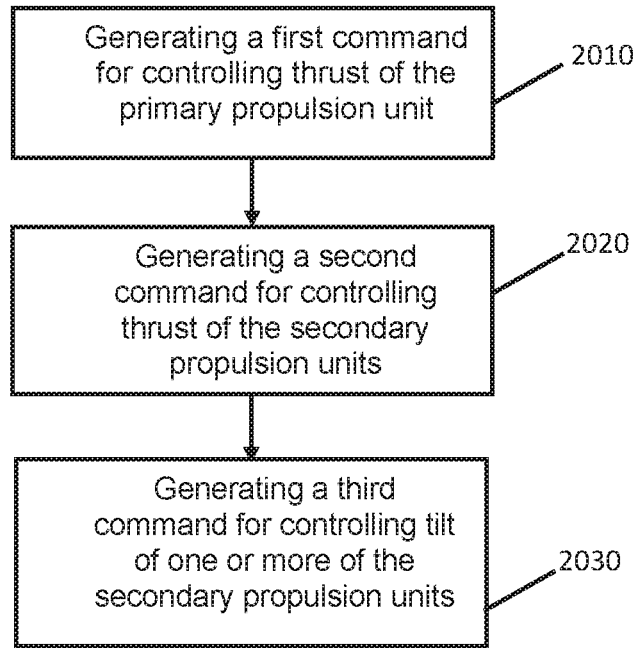 Generating a first command
for controlling thrust of the
primary propulsion unit
2010
Generating a second
command for controlling
thrust of the secondary
propulsion units
2020
Generating a third
command for controlling tilt
of one or more of the
secondary propulsion units
2030